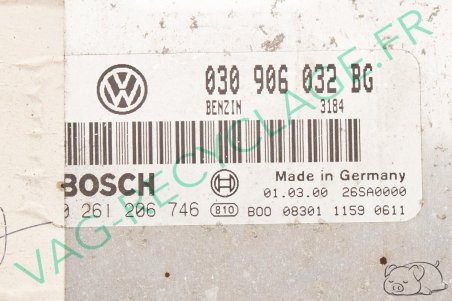 030 906 032 BG
BENZIN 3184
BOSCH
Made in Germany
01.03.00 26SA0000
0 261 206 746 810 B00 08301 1159 0611
VAG-RECYCLAGE.FR